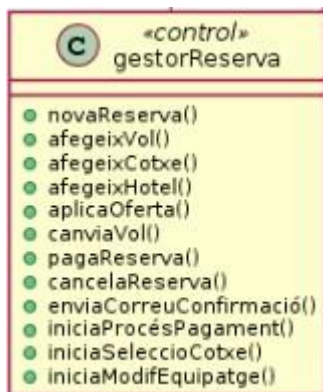 C
«control»
gestorReserva
novaReserva()
afegeixVol()
afegeixCotxe()
afegeixHotel()
aplicaOferta()
canviaVol()
pagaReserva()
cancelaReserva()
enviaCorreuConfirmació()
iniciaProcésPagament()
iniciaSeleccioCotxe()
iniciaModifEquipatge()